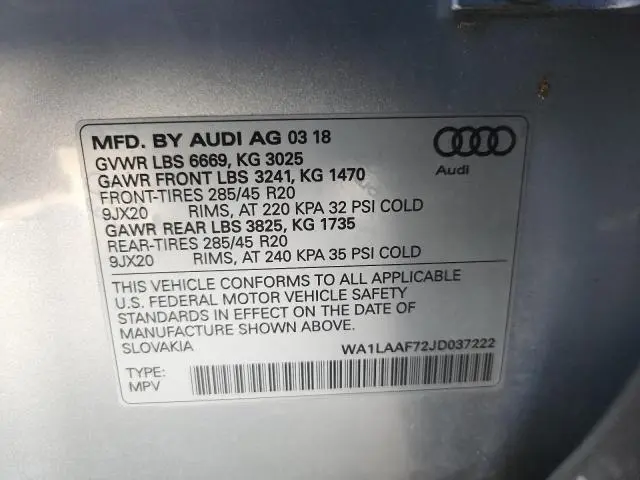 MFD. BY AUDI AG 03 18
GVWR LBS 6669, KG 3025
GAWR FRONT LBS 3241, KG 1470
FRONT-TIRES 285/45 R20
9JX20 RIMS, AT 220 KPA 32 PSI COLD
GAWR REAR LBS 3825, KG 1735
REAR-TIRES 285/45 R20
9JX20 RIMS, AT 240 KPA 35 PSI COLD
Audi
THIS VEHICLE CONFORMS TO ALL APPLICABLE
U.S. FEDERAL MOTOR VEHICLE SAFETY
STANDARDS IN EFFECT ON THE DATE OF
MANUFACTURE SHOWN ABOVE.
SLOVAKIA WA1LAAF72JD037222
TYPE:
MPV